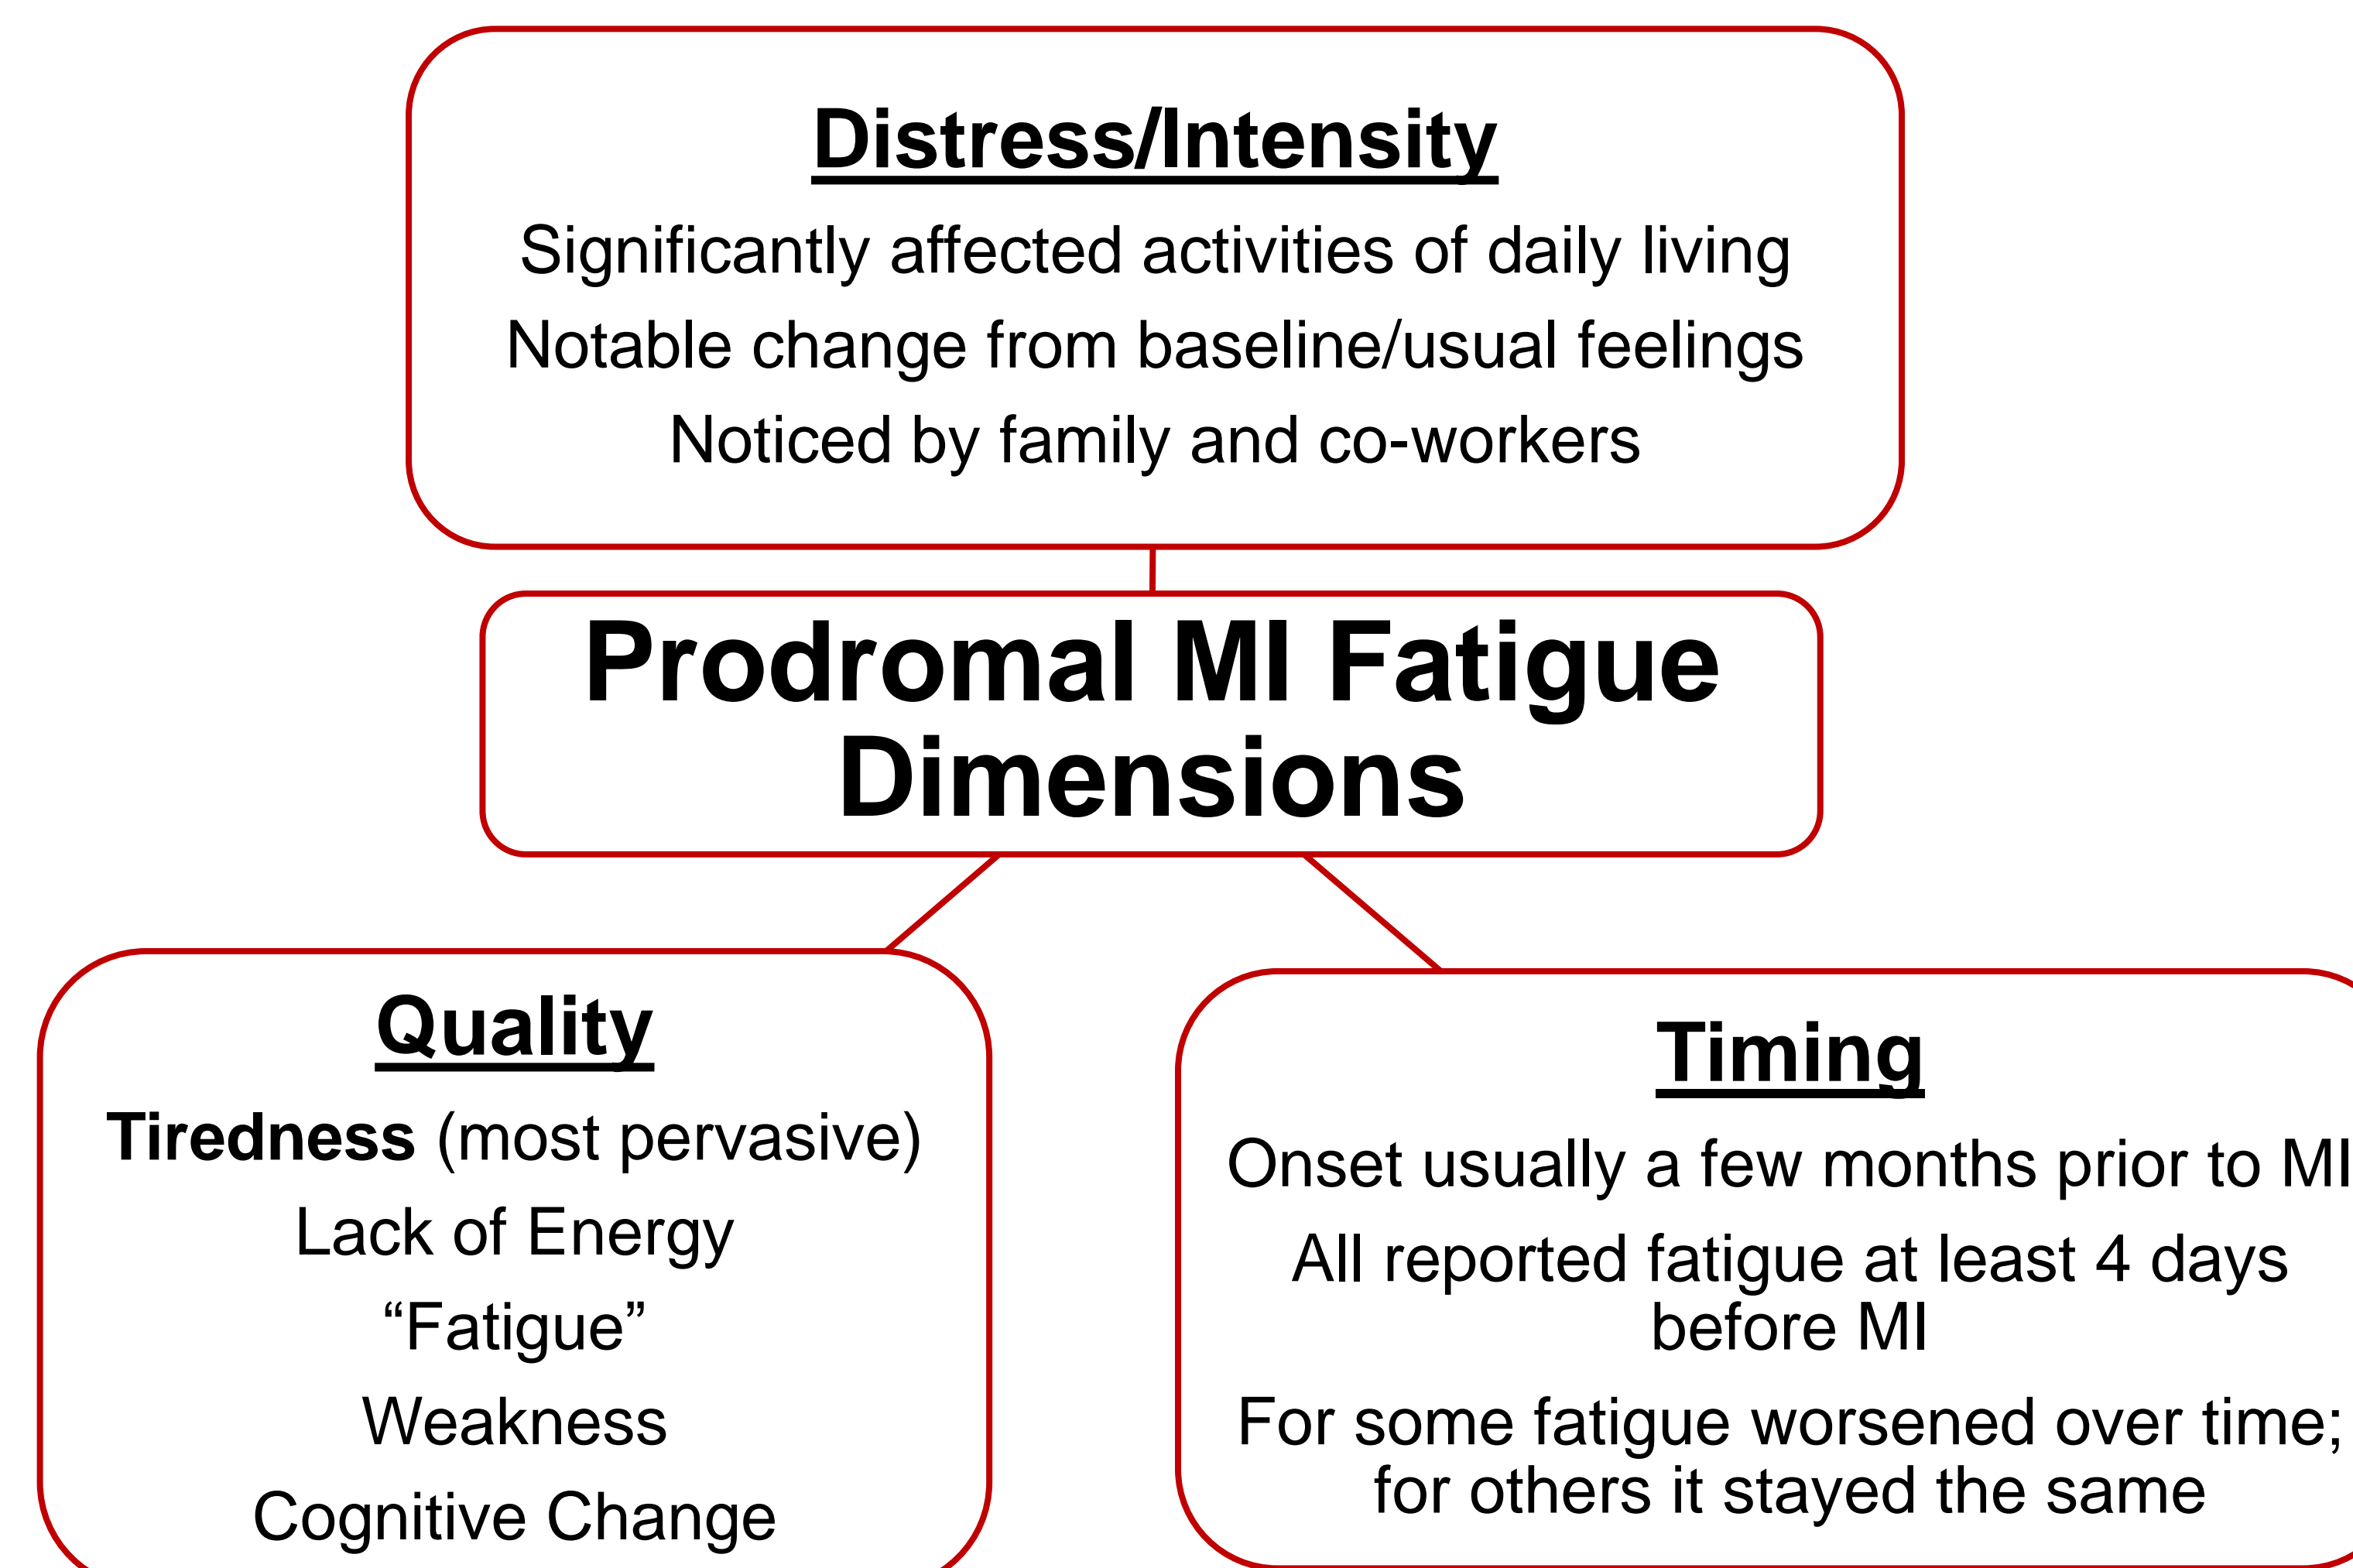 Distress/Intensity
Significantly affected activities of daily living
Notable change from baseline/usual feelings
Noticed by family and co-workers
Prodromal MI Fatigue
Dimensions
Quality
Tiredness (most pervasive)
Lack of Energy
“Fatigue”
Weakness
Cognitive Change
Timing
Onset usually a few months prior to MI
All reported fatigue at least 4 days
before MI
For some fatigue worsened over time;
for others it stayed the same